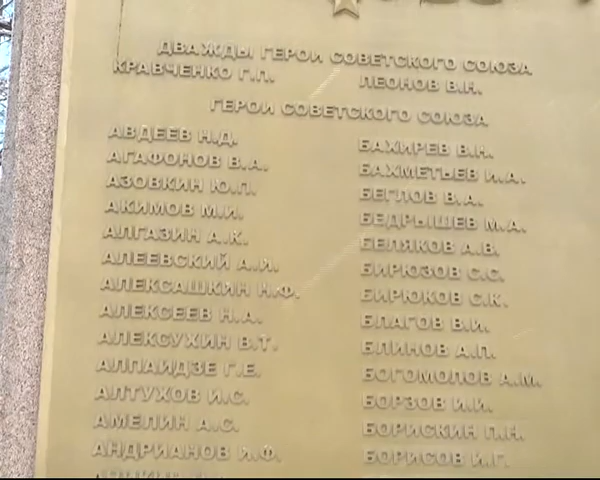 ДВАЖДЫ ГЕРОИ СОВЕТСКОГО СОЮЗА
КРАВЧЕНКО Г.П. ЛЕОНОВ В.Н.
ГЕРОИ СОВЕТСКОГО СОЮЗА
АВДЕЕВ Н.Д. БАХИРЕВ В.Н.
АГАФОНОВ В.А. БАХМЕТЬЕВ И.А.
АЗОВКИН Ю.П. БЕГЛОВ В.А.
АКИМОВ М.И. БЕДРЫШЕВ М.А.
АЛГАЗИН А.К. БЕЛЯКОВ А.В.
АЛЕЕВСКИЙ А.И. БИРЮЗОВ С.С.
АЛЕКСАШКИН Н.Ф. БИРЮКОВ С.К.
АЛЕКСЕЕВ Н.А. БЛАГОВ В.И.
АЛЕКСУХИН В.Т. БЛИНОВ А.П.
АЛПАИДЗЕ Г.Е. БОГОМОЛОВ А.М.
АЛТУХОВ И.С. БОРЗОВ И.И.
АМЕЛИН А.С. БОРИСКИН П.Н.
АНДРИАНОВ И.Ф. БОРИСОВ И.Г.